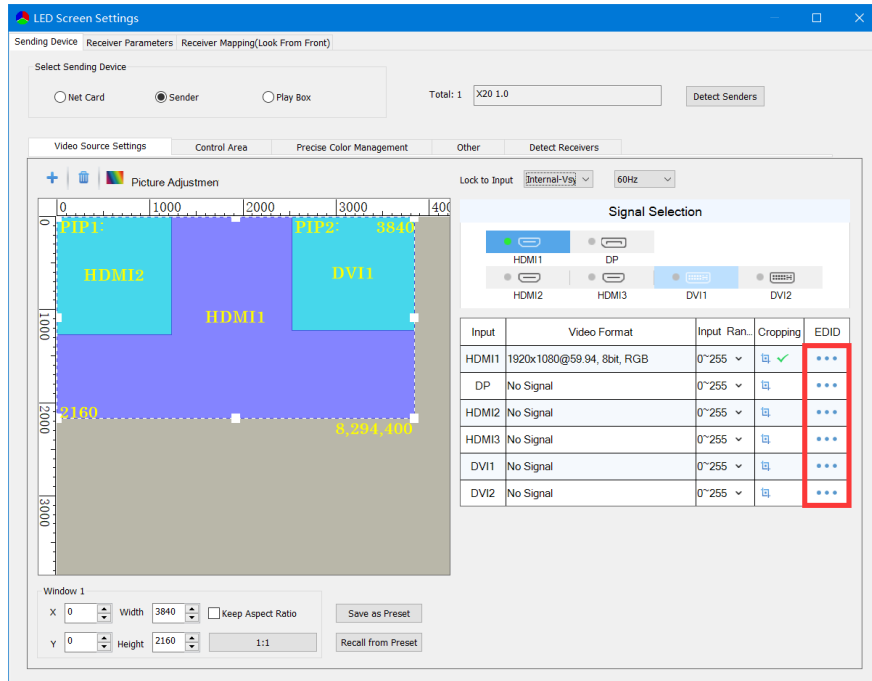 LED Screen Settings
Sending Device Receiver Parameters Receiver Mapping(Look From Front)
Select Sending Device
Net Card Sender Play Box Total: 1 X20 1.0 Detect Senders
Video Source Settings Control Area Precise Color Management Other Detect Receivers
Picture Adjustmen Lock to Input Internal-Vsy 60Hz
0 1000 2000 3000 400
Signal Selection
0
PIP1: PIP2: 3840
HDMI2 DVI1
HDMI1
HDMI1 DP
HDMI2 HDMI3 DVI1 DVI2
1000
Input Video Format Input Ran... Cropping EDID
HDMI1 1920x1080@59.94, 8bit, RGB 0~255
DP No Signal 0~255
2160
2000
8,294,400
HDMI2 No Signal 0~255
HDMI3 No Signal 0~255
DVI1 No Signal 0~255
DVI2 No Signal 0~255
3000
Window 1
X 0 Width 3840 Keep Aspect Ratio Save as Preset
Y 0 Height 2160 1:1 Recall from Preset